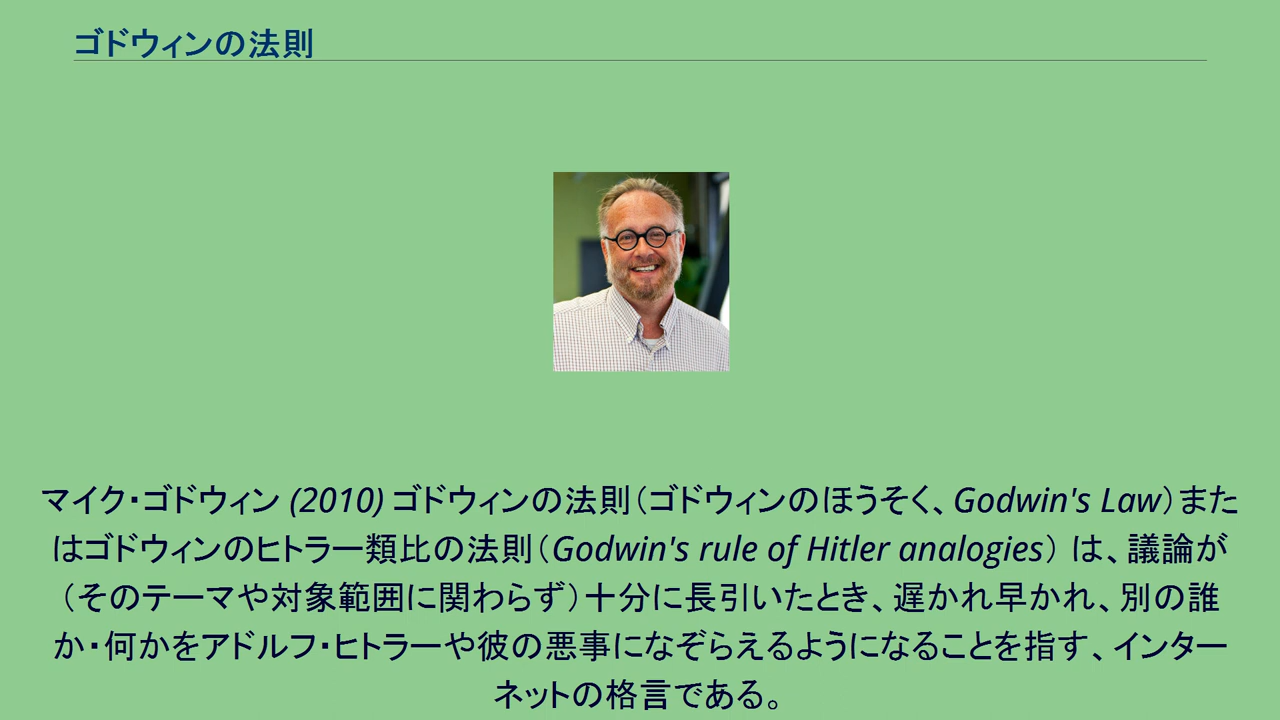 ゴドウィンの法則
マイク・ゴドウィン (2010) ゴドウィンの法則（ゴドウィンのほうそく、Godwin's Law）また
はゴドウィンのヒトラー類比の法則（Godwin's rule of Hitler analogies） は、議論が
（そのテーマや対象範囲に関わらず）十分に長引いたとき、遅かれ早かれ、別の誰
か・何かをアドルフ・ヒトラーや彼の悪事になぞらえるようになることを指す、インター
ネットの格言である。